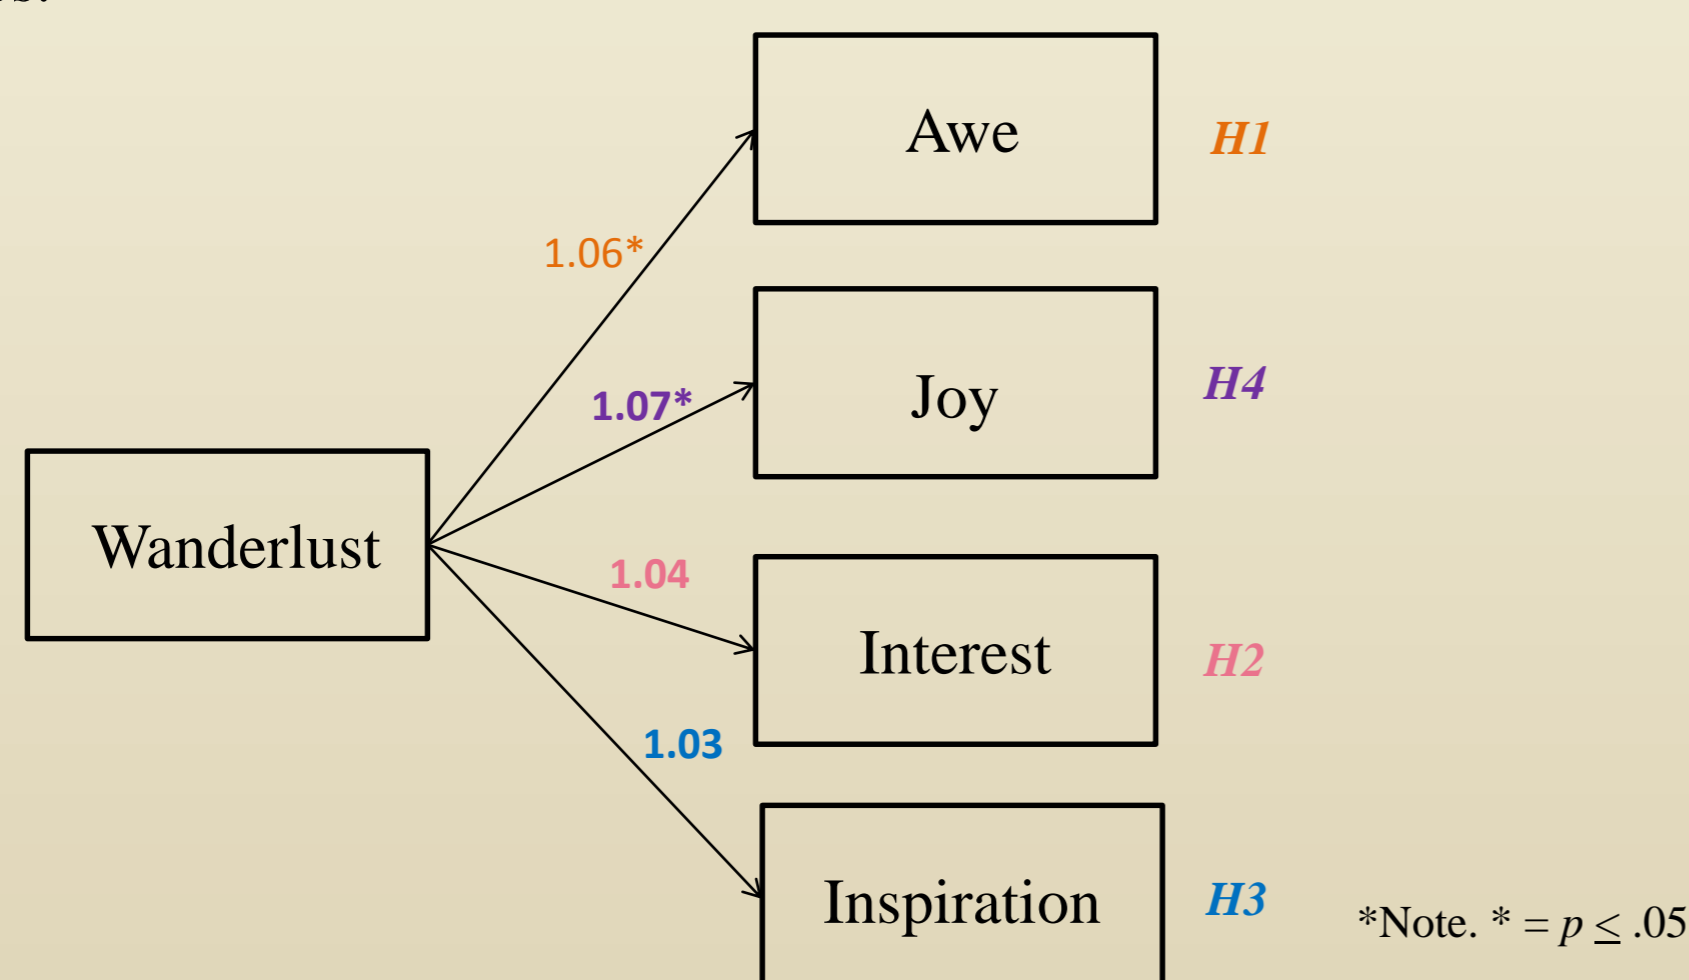 Awe
H1
1.06*
Joy
H4
1.07*
Wanderlust
1.04
Interest
H2
1.03
Inspiration
H3
*Note. * = p ≤ .05